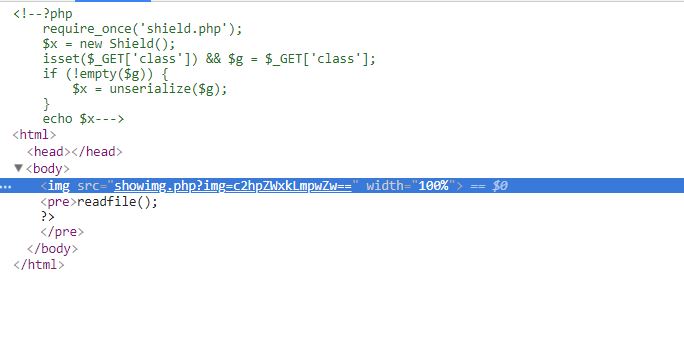 <!--?php
require_once('shield.php');
$x = new Shield();
isset($_GET['class']) && $g = $_GET['class'];
if (!empty($g)) {
$x = unserialize($g);
}
echo $x--->
<html>
<head></head>
▼<body>
...<img src="showimg.php?img=c2hpZWxkLmpwZw==" width="100%"> == $0
<pre>readfile();
?>
</pre>
</body>
</html>